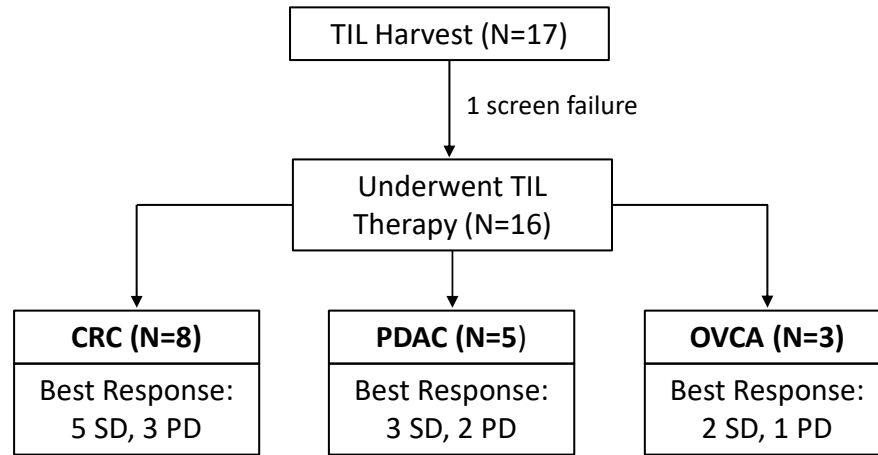 TIL Harvest (N=17)
1 screen failure
Underwent TIL
Therapy (N=16)
CRC (N=8)
Best Response:
5 SD, 3 PD
PDAC (N=5)
Best Response:
3 SD, 2 PD
OVCA (N=3)
Best Response:
2 SD, 1 PD